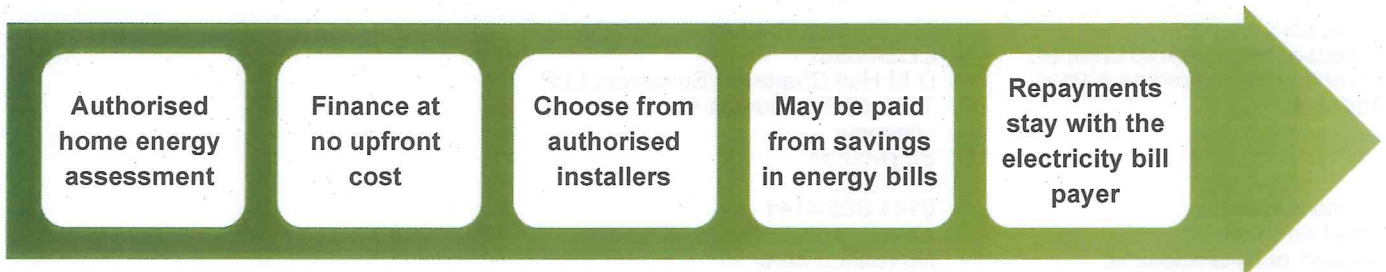 Authorised
home energy
assessment
Finance at
no upfront
cost
Choose from
authorised
installers
May be paid
from savings
in energy bills
Repayments
stay with the
electricity bill
payer